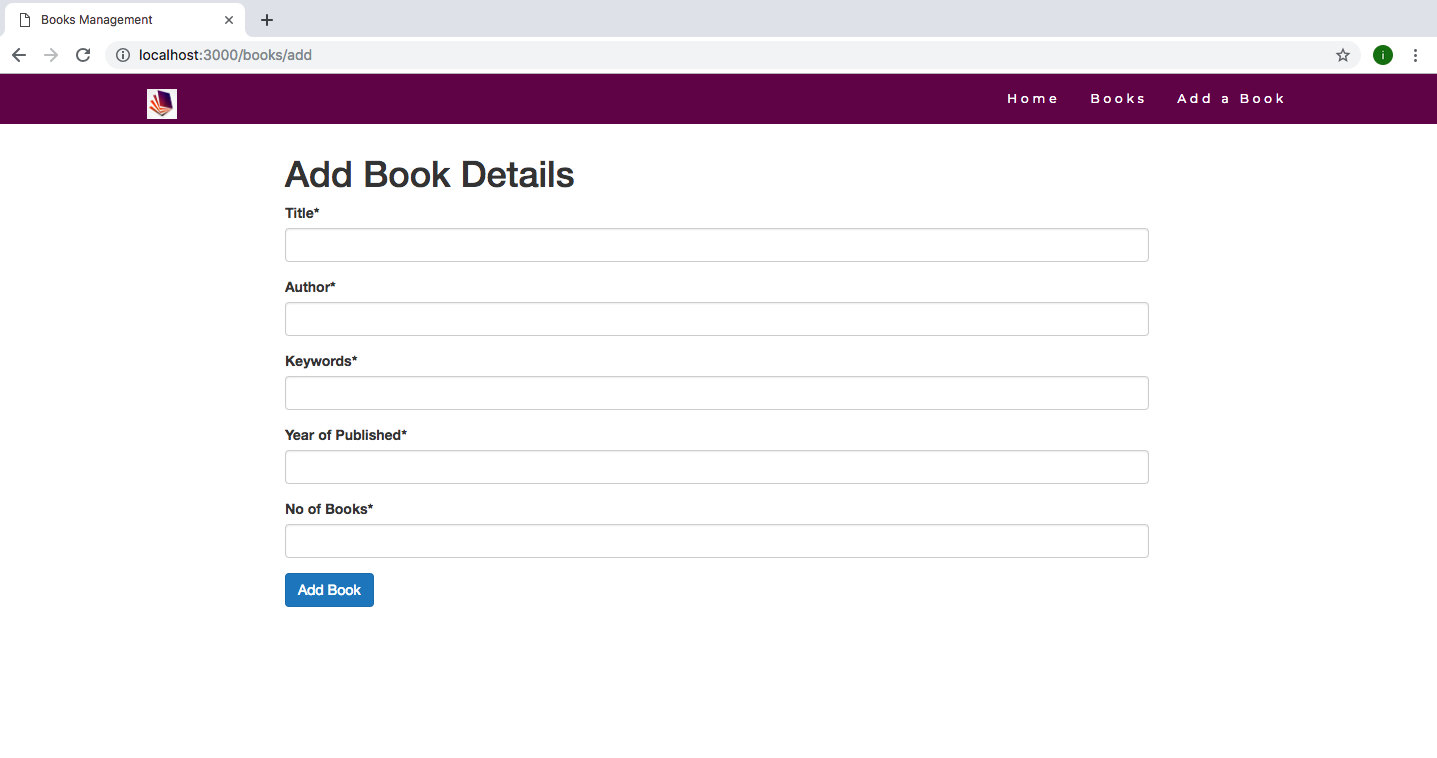 Books Management
localhost:3000/books/add
i
Home Books Add a Book
Add Book Details
Title*
Author*
Keywords*
Year of Published*
No of Books*
Add Book